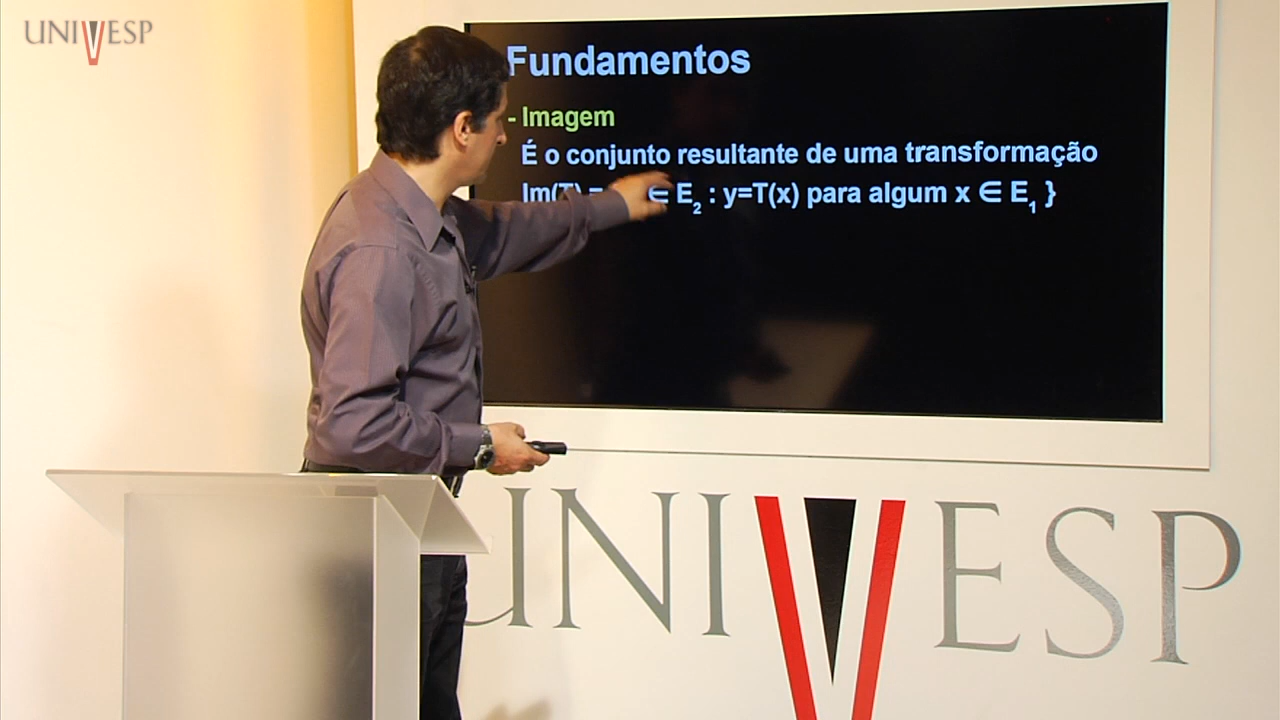 UNIVESP
Fundamentos
- Imagem
É o conjunto resultante de uma transformação
Im(T) = ∈ E₂ : y=T(x) para algum x ∈ E₁ }
UNIVESP